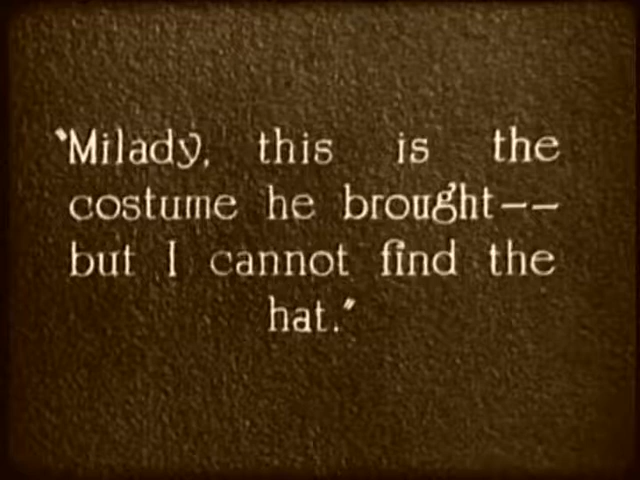 "Milady, this is the
costume he brought--
but I cannot find the
hat."